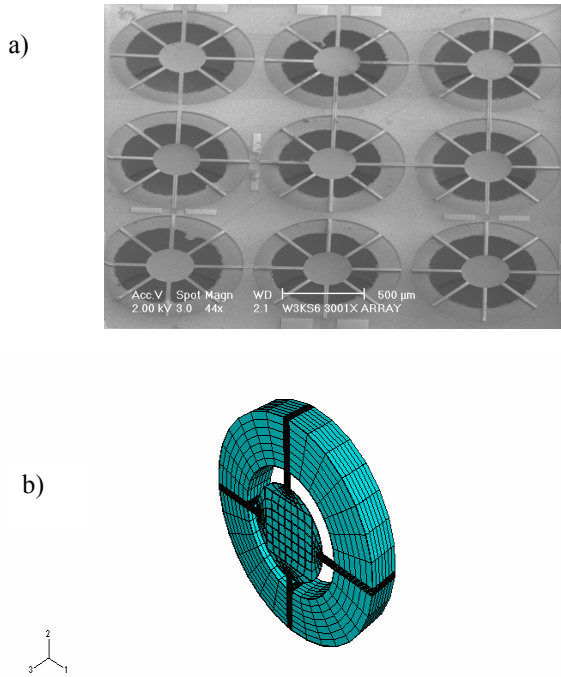 a)
Acc.V Spot Magn WD 500 µm
2.00 kV 3.0 44x 2.1 W3KS6 3001X ARRAY
b)
2
3 1